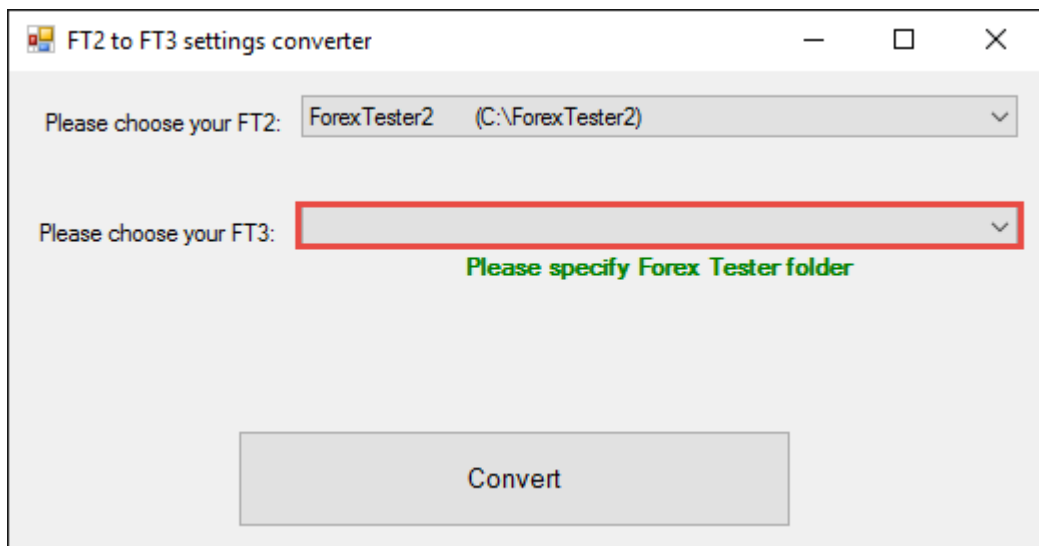 FT2 to FT3 settings converter
Please choose your FT2: ForexTester2 (C:\ForexTester2)
Please choose your FT3:
Please specify Forex Tester folder
Convert